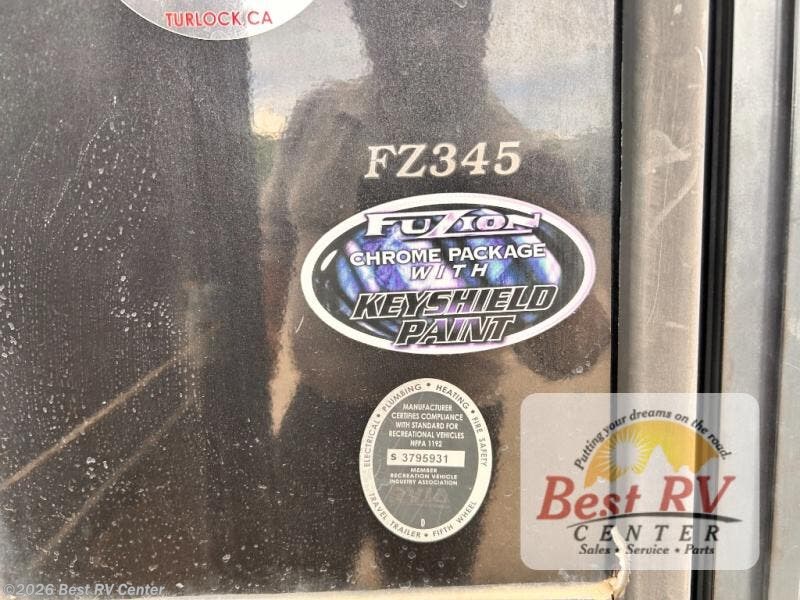 TURLOCK, CA
FZ345
FUZION
CHROME PACKAGE
WITH
KEYSHIELD
PAINT
ELECTRICAL • PLUMBING • HEATING • FIRE SAFETY
MANUFACTURER
CERTIFIES COMPLIANCE
WITH STANDARD FOR
RECREATIONAL VEHICLES
NFPA 1192
S 3795931
MEMBER
RECREATION VEHICLE
INDUSTRY ASSOCIATION
D
TRAVEL TRAILER • FIFTH WHEEL
Putting your dreams on the road.
Best RV
CENTER
Sales • Service • Parts
©2026 Best RV Center